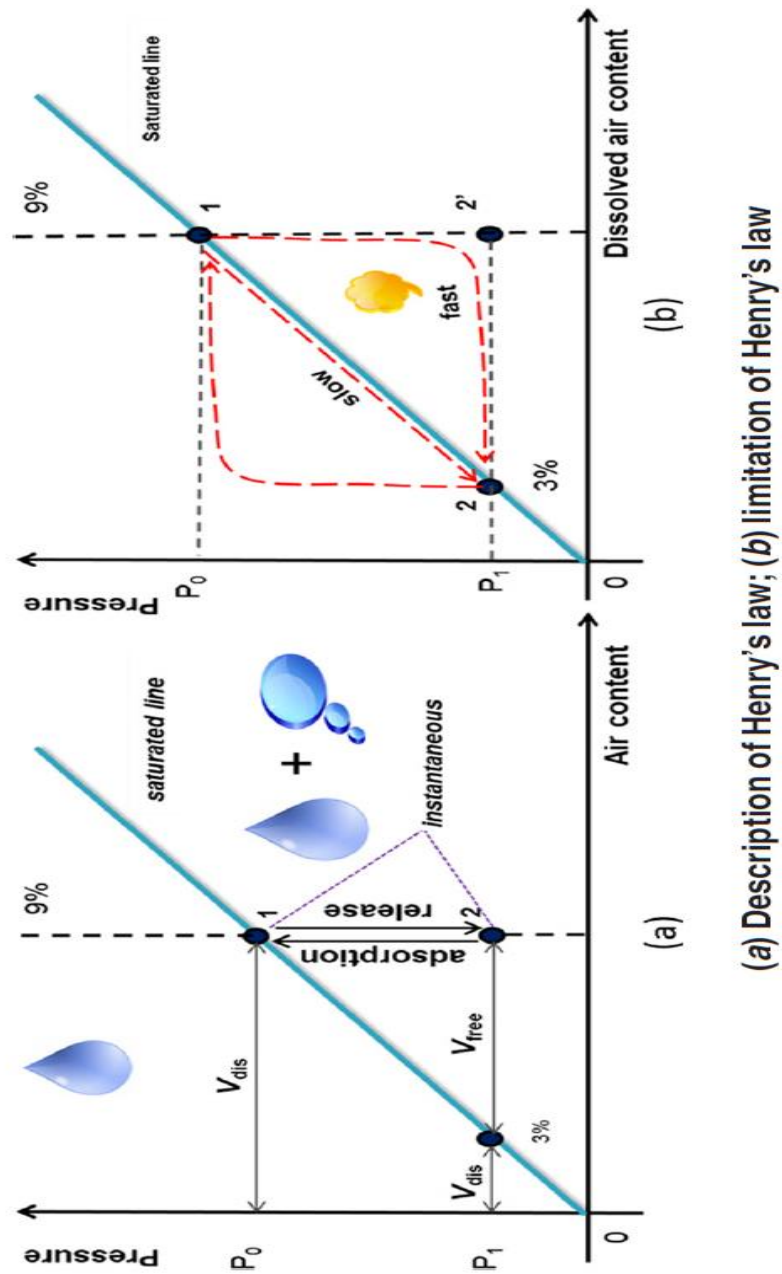 Pressure
P0
P1
0
9%
saturated line
1
2
Vdis
Vdis
Vfree
3%
adsorption
release
+
instantaneous
Air content
(a)
Pressure
P0
P1
0
9%
Saturated line
1
2
2'
slow
fast
3%
Dissolved air content
(b)
(a) Description of Henry's law; (b) limitation of Henry's law